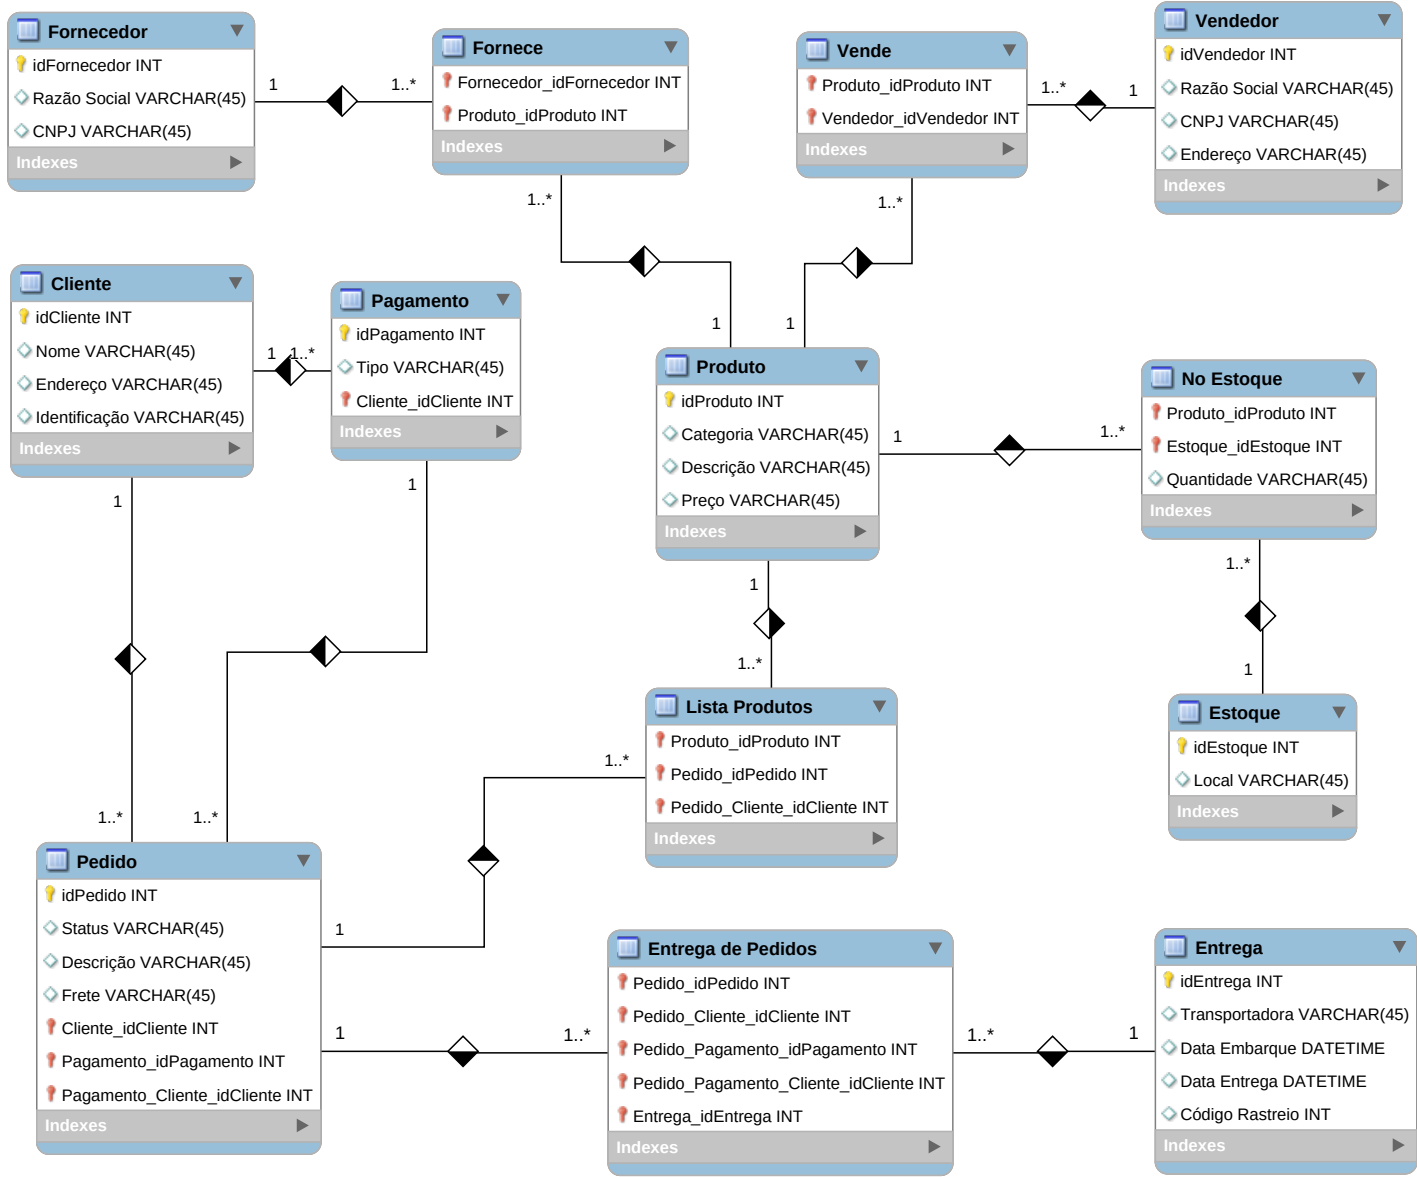 Fornecedor
idFornecedor INT
Razão Social VARCHAR(45)
CNPJ VARCHAR(45)
Indexes
1
1..*
Fornece
Fornecedor_idFornecedor INT
Produto_idProduto INT
Indexes
1..*
1
Vende
Produto_idProduto INT
Vendedor_idVendedor INT
Indexes
1..*
1
1..*
1
Vendedor
idVendedor INT
Razão Social VARCHAR(45)
CNPJ VARCHAR(45)
Endereço VARCHAR(45)
Indexes
Cliente
idCliente INT
Nome VARCHAR(45)
Endereço VARCHAR(45)
Identificação VARCHAR(45)
Indexes
1
1..*
Pagamento
idPagamento INT
Tipo VARCHAR(45)
Cliente_idCliente INT
Indexes
1
1
1..*
1..*
Produto
idProduto INT
Categoria VARCHAR(45)
Descrição VARCHAR(45)
Preço VARCHAR(45)
Indexes
1
1..*
No Estoque
Produto_idProduto INT
Estoque_idEstoque INT
Quantidade VARCHAR(45)
Indexes
1..*
1
1
1..*
Lista Produtos
Produto_idProduto INT
Pedido_idPedido INT
Pedido_Cliente_idCliente INT
Indexes
1..*
1
Estoque
idEstoque INT
Local VARCHAR(45)
Indexes
Pedido
idPedido INT
Status VARCHAR(45)
Descrição VARCHAR(45)
Frete VARCHAR(45)
Cliente_idCliente INT
Pagamento_idPagamento INT
Pagamento_Cliente_idCliente INT
Indexes
1
1..*
Entrega de Pedidos
Pedido_idPedido INT
Pedido_Cliente_idCliente INT
Pedido_Pagamento_idPagamento INT
Pedido_Pagamento_Cliente_idCliente INT
Entrega_idEntrega INT
Indexes
1..*
1
Entrega
idEntrega INT
Transportadora VARCHAR(45)
Data Embarque DATETIME
Data Entrega DATETIME
Código Rastreio INT
Indexes